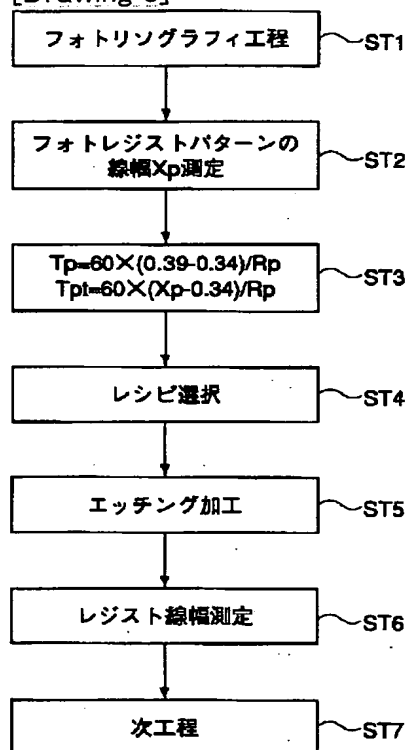 フォトリソグラフィ工程
ST1
フォトレジストパターンの
線幅Xp測定
ST2
Tp=60×(0.39-0.34)/Rp
Tpt=60×(Xp-0.34)/Rp
ST3
レシピ選択
ST4
エッチング加工
ST5
レジスト線幅測定
ST6
次工程
ST7